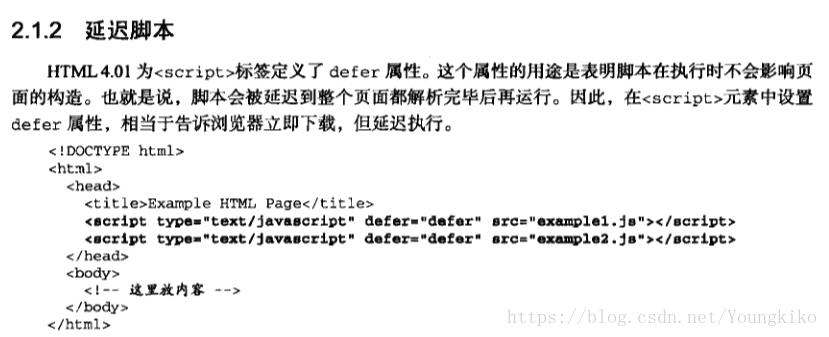 2.1.2 延迟脚本
HTML 4.01 为<script>标签定义了 defer 属性。这个属性的用途是表明脚本在执行时不会影响页
面的构造。也就是说，脚本会被延迟到整个页面都解析完毕后再运行。因此，在<script>元素中设置
defer 属性，相当于告诉浏览器立即下载，但延迟执行。
<!DOCTYPE html>
<html>
<head>
<title>Example HTML Page</title>
<script type="text/javascript" defer="defer" src="example1.js"></script>
<script type="text/javascript" defer="defer" src="example2.js"></script>
</head>
<body>
<!-- 这里放内容 -->
</body>
</html>
https://blog.csdn.net/Youngkiko